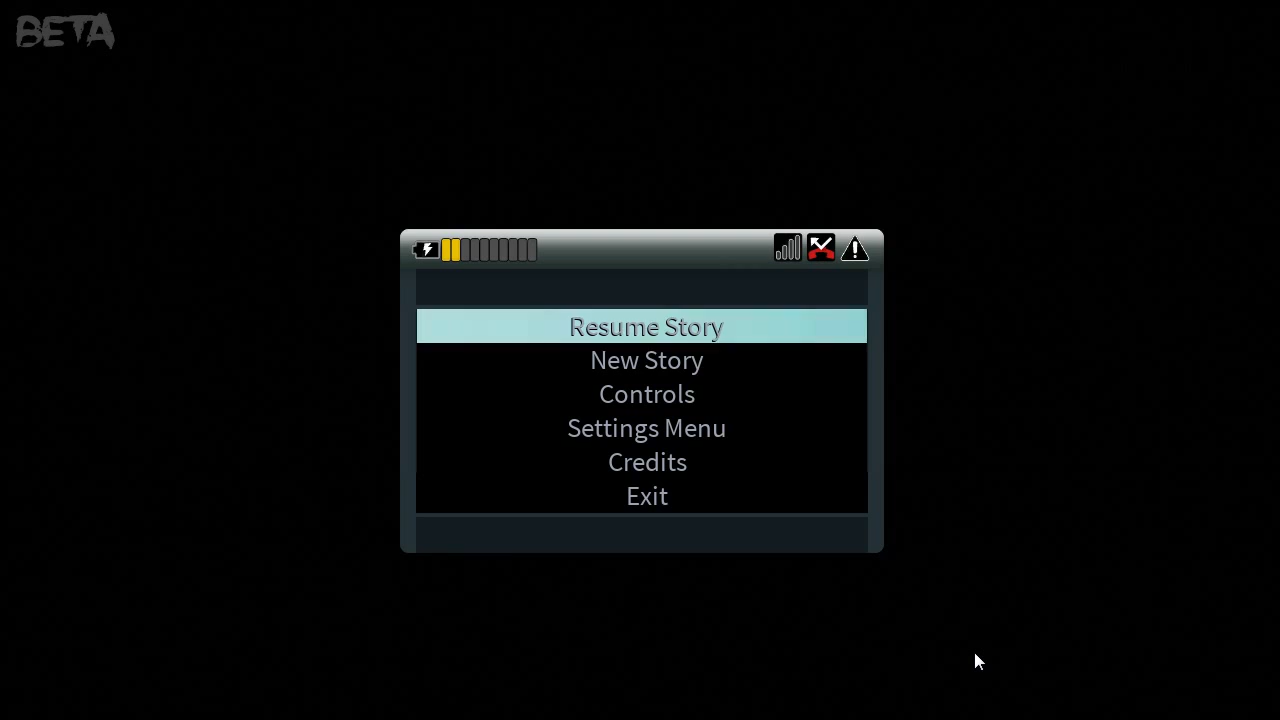 BETA
Resume Story
New Story
Controls
Settings Menu
Credits
Exit